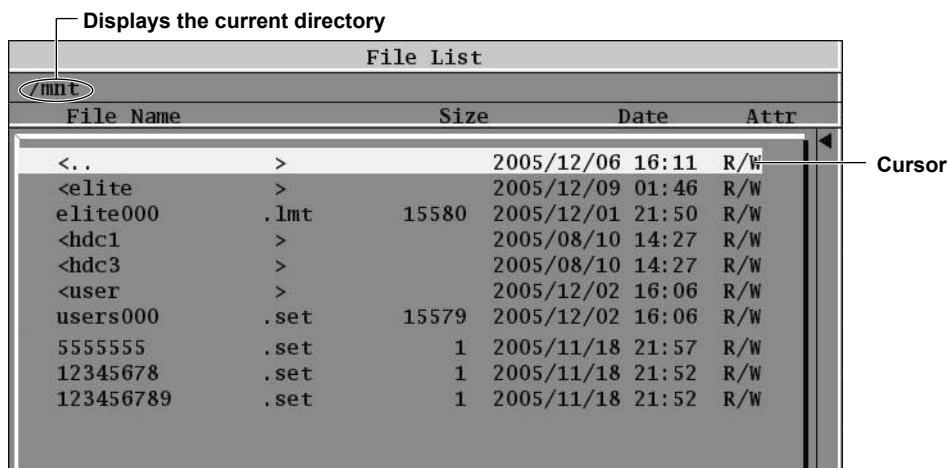 Displays the current directory
File List
/mnt
File Name Size Date Attr
<.. > 2005/12/06 16:11 R/W
Cursor
<elite > 2005/12/09 01:46 R/W
elite000 .lmt 15580 2005/12/01 21:50 R/W
<hdc1 > 2005/08/10 14:27 R/W
<hdc3 > 2005/08/10 14:27 R/W
<user > 2005/12/02 16:06 R/W
users000 .set 15579 2005/12/02 16:06 R/W
5555555 .set 1 2005/11/18 21:57 R/W
12345678 .set 1 2005/11/18 21:52 R/W
123456789 .set 1 2005/11/18 21:52 R/W